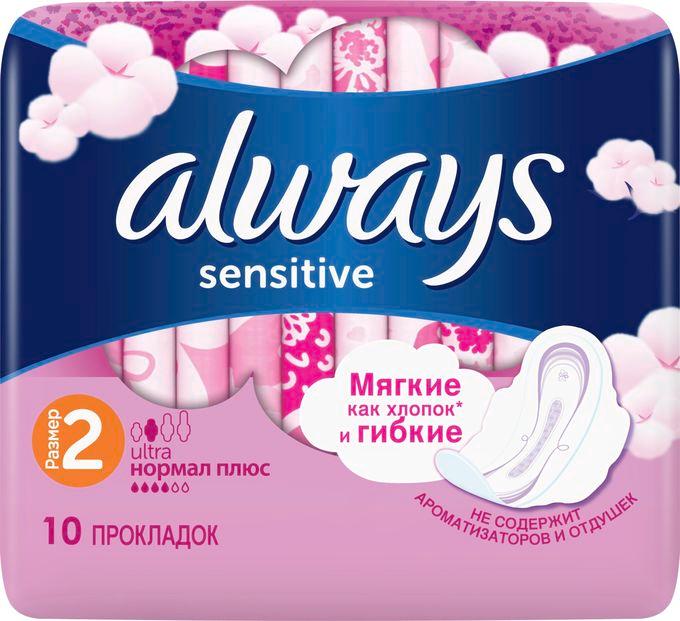 always
sensitive
Мягкие
как хлопок*
и гибкие
Размер
2
ultra
нормал плюс
10 ПРОКЛАДОК
НЕ СОДЕРЖИТ
АРОМАТИЗАТОРОВ И ОТДУШЕК